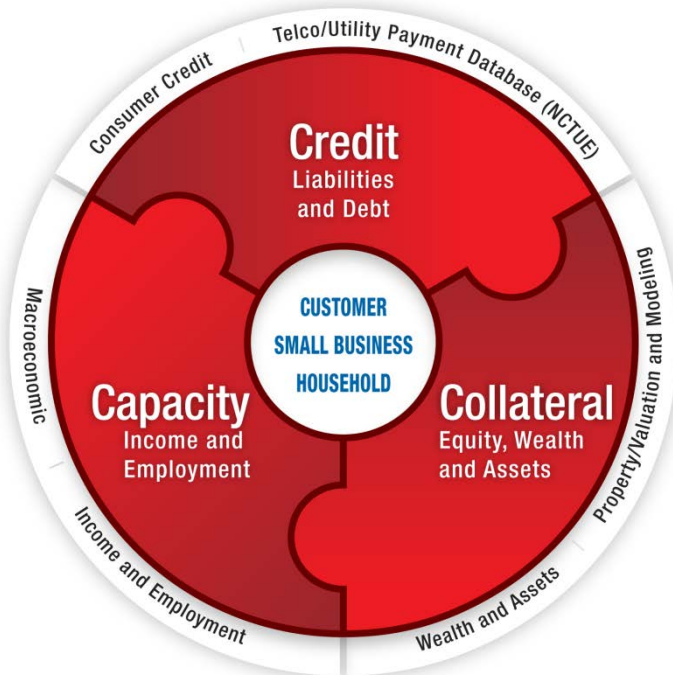 Consumer Credit
Telco/Utility Payment Database (NCTUE)
Credit
Liabilities
and Debt
CUSTOMER
SMALL BUSINESS
HOUSEHOLD
Capacity
Income and
Employment
Collateral
Equity, Wealth
and Assets
Macroeconomic
Property/Valuation and Modeling
Income and Employment
Wealth and Assets